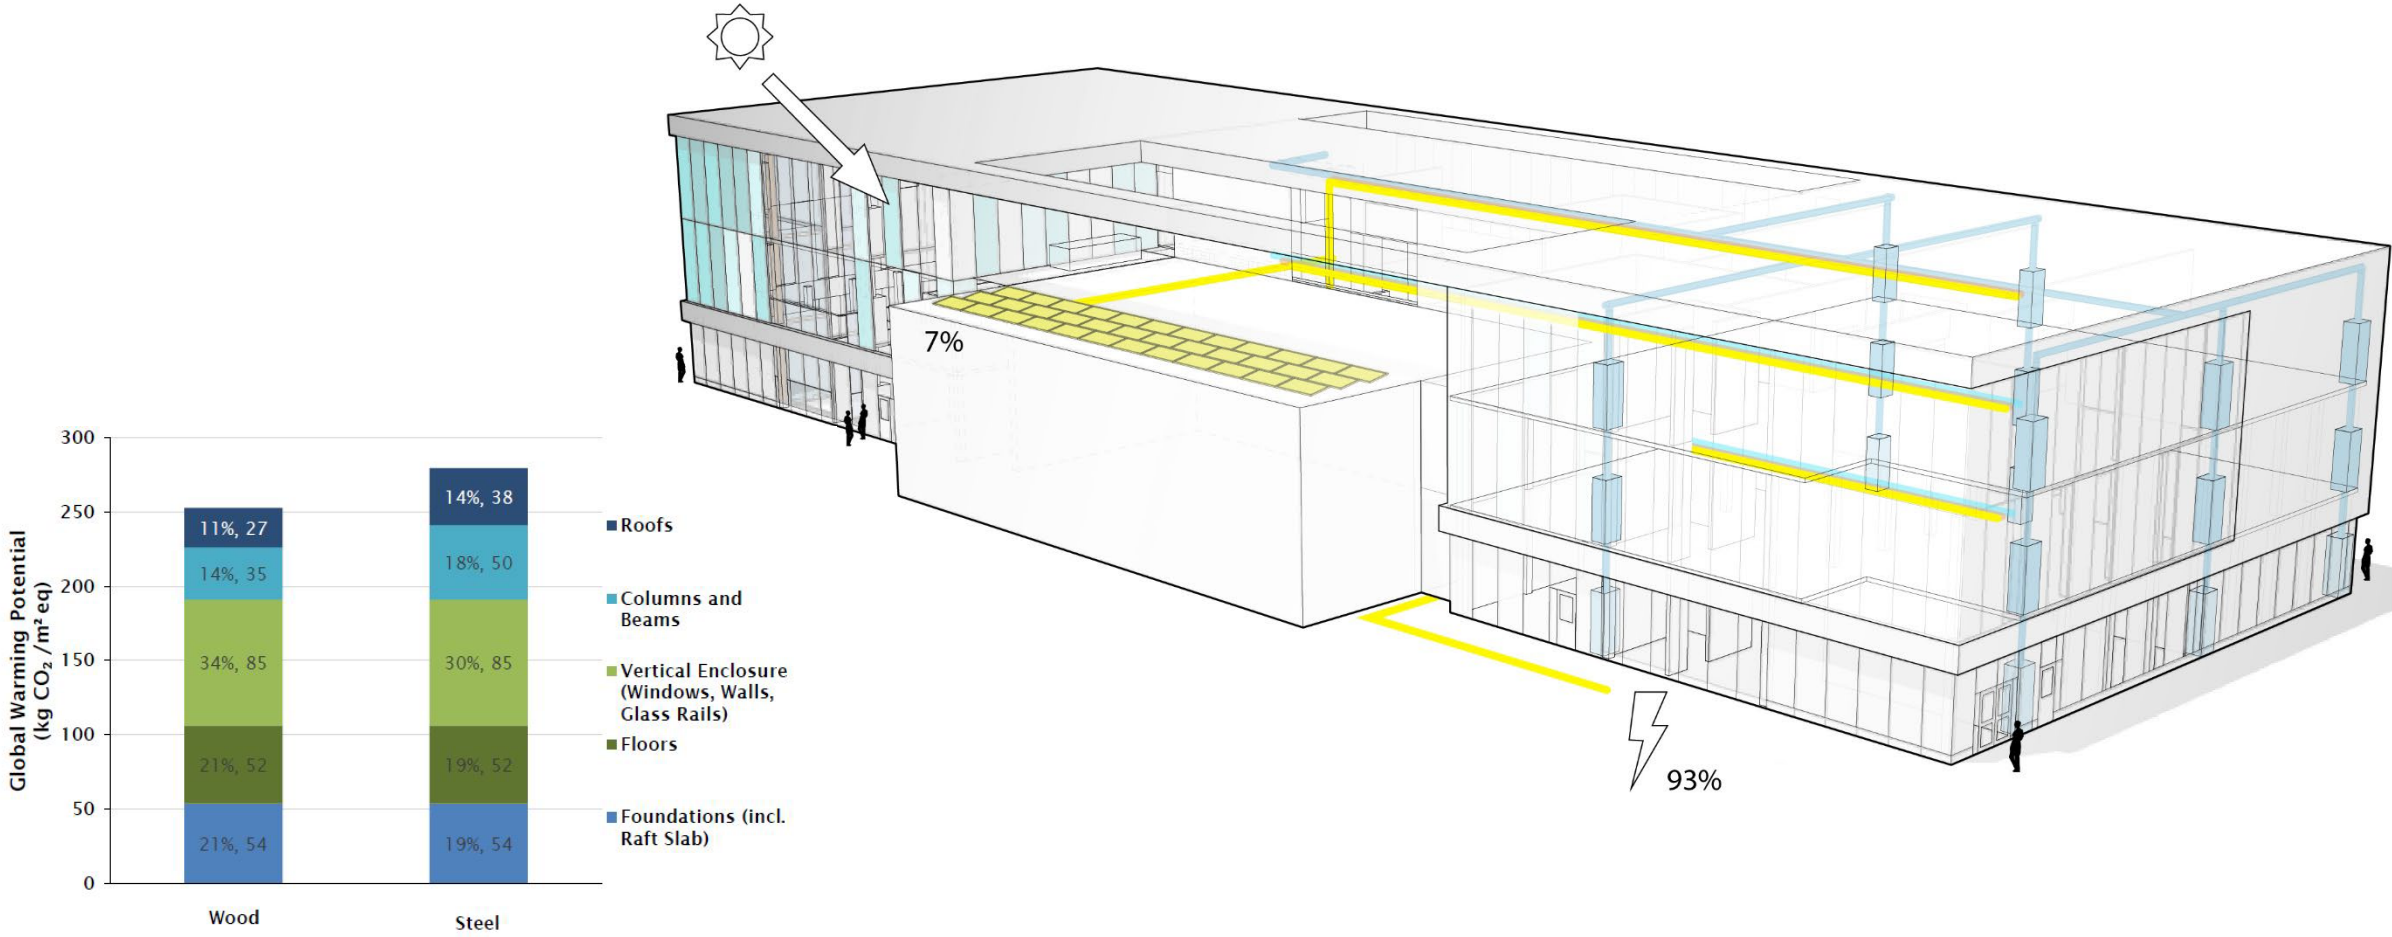 7%
93%
Global Warming Potential
(kg CO₂ /m² eq)
300
250
200
150
100
50
0
11%, 27
14%, 35
34%, 85
21%, 52
21%, 54
14%, 38
18%, 50
30%, 85
19%, 52
19%, 54
Wood
Steel
Roofs
Columns and
Beams
Vertical Enclosure
(Windows, Walls,
Glass Rails)
Floors
Foundations (incl.
Raft Slab)